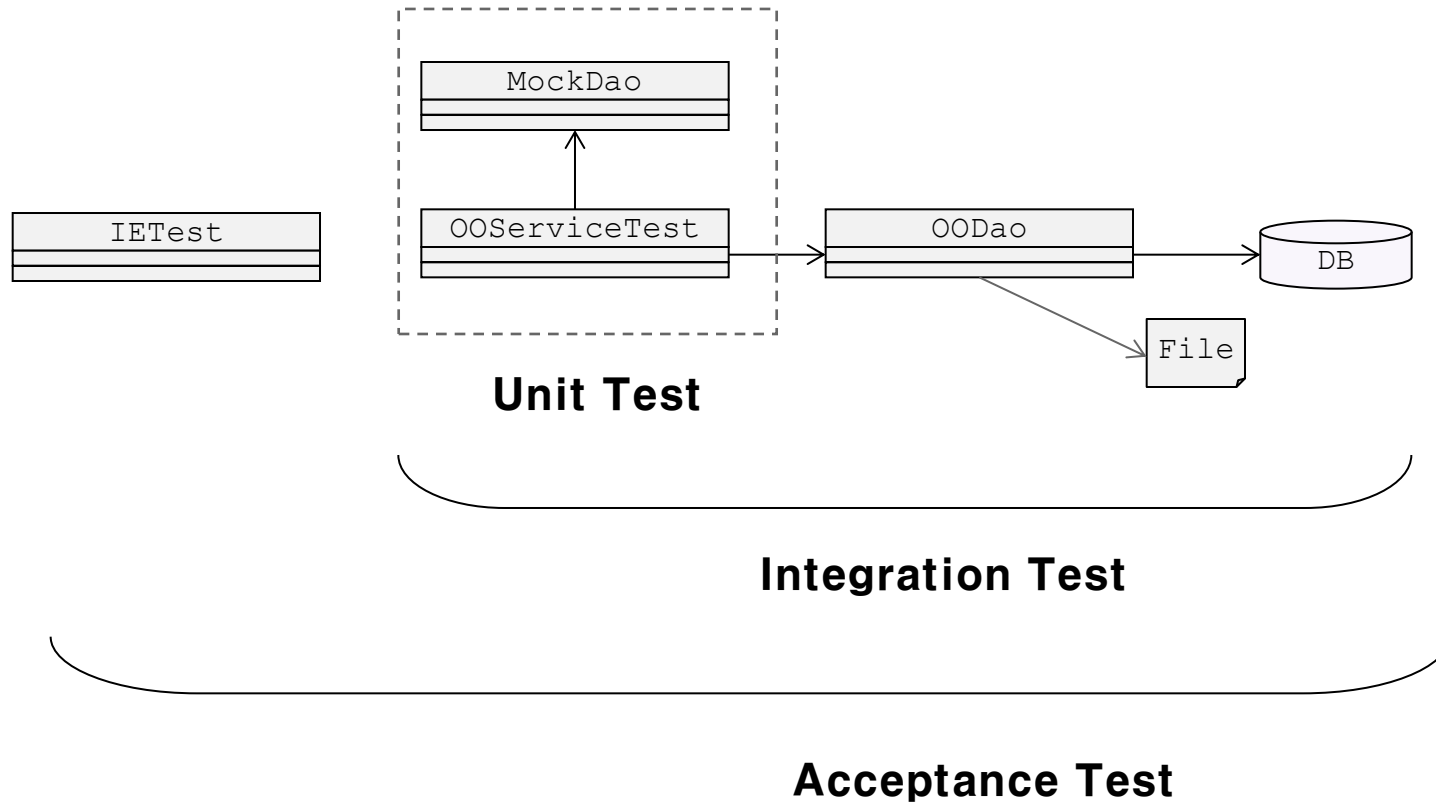 MockDao
IETest
OOServiceTest
OODao
DB
File
Unit Test
Integration Test
Acceptance Test